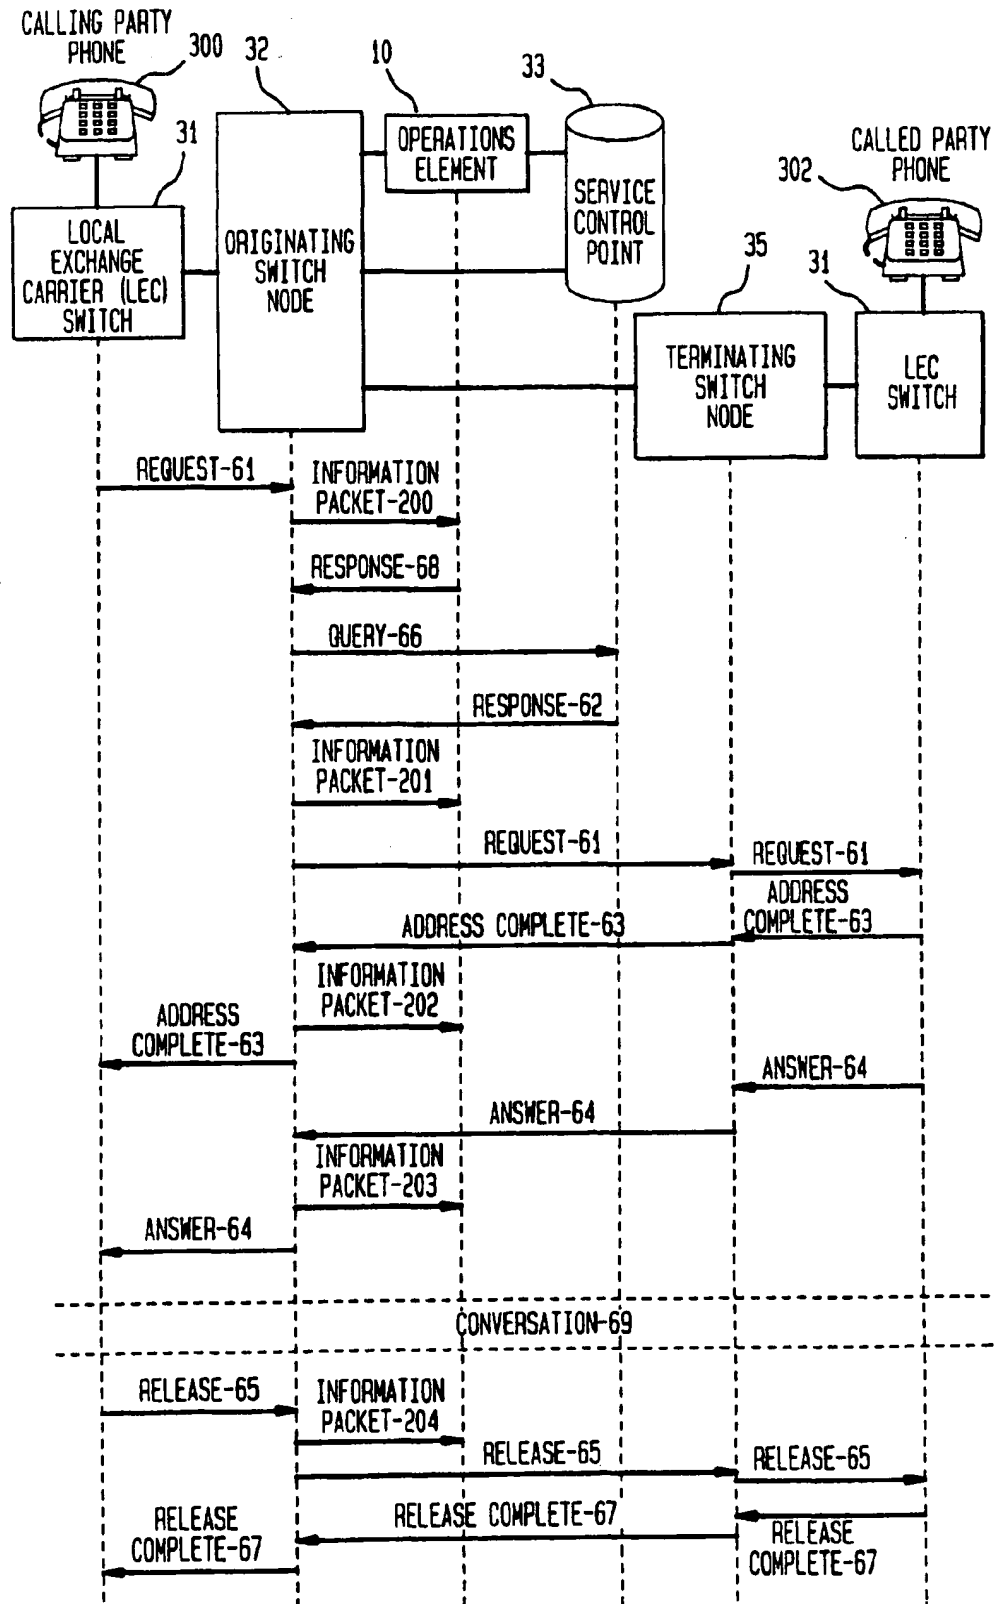 CALLING PARTY
PHONE
300
32
10
33
31
CALLED PARTY
PHONE
302
LOCAL
EXCHANGE
CARRIER (LEC)
SWITCH
ORIGINATING
SWITCH
NODE
OPERATIONS
ELEMENT
SERVICE
CONTROL
POINT
35
31
TERMINATING
SWITCH
NODE
LEC
SWITCH
REQUEST-61
INFORMATION
PACKET-200
RESPONSE-68
QUERY-66
RESPONSE-62
INFORMATION
PACKET-201
REQUEST-61
REQUEST-61
ADDRESS
COMPLETE-63
ADDRESS COMPLETE-63
INFORMATION
PACKET-202
ADDRESS
COMPLETE-63
ANSWER-64
ANSWER-64
INFORMATION
PACKET-203
ANSWER-64
CONVERSATION-69
RELEASE-65
INFORMATION
PACKET-204
RELEASE-65
RELEASE-65
RELEASE COMPLETE-67
RELEASE
COMPLETE-67
RELEASE
COMPLETE-67